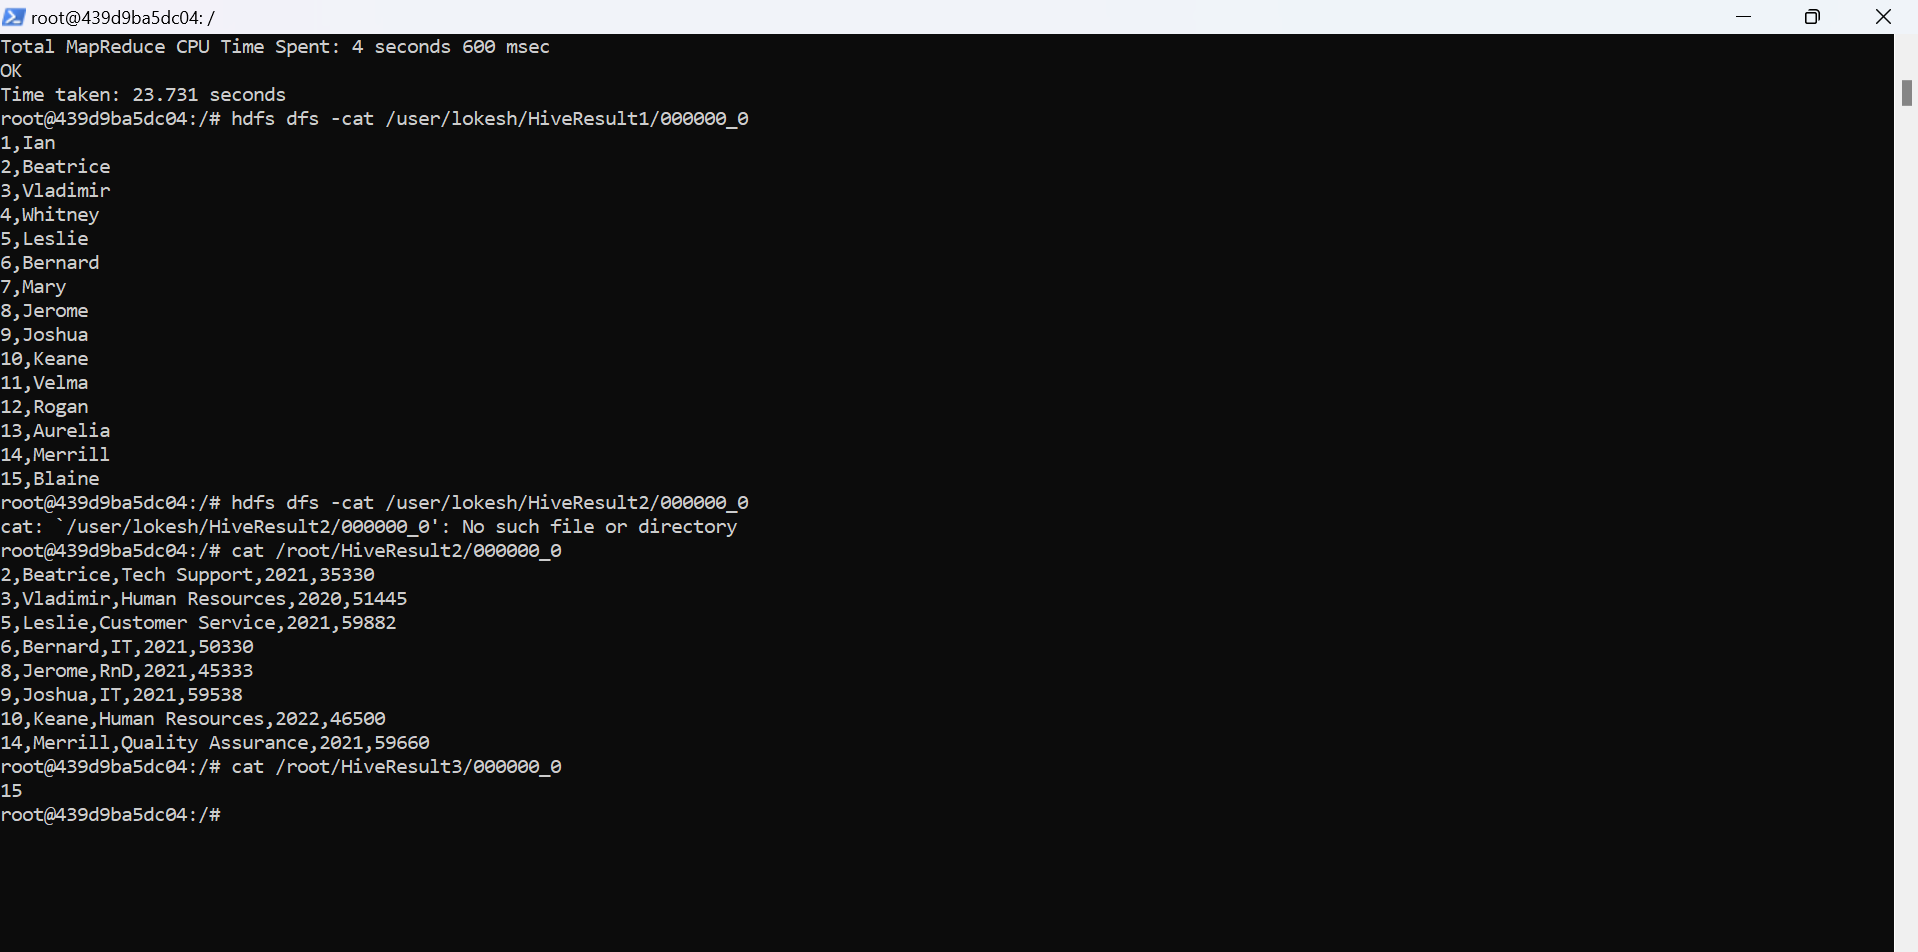 root@439d9ba5dc04: /
Total MapReduce CPU Time Spent: 4 seconds 600 msec
OK
Time taken: 23.731 seconds
root@439d9ba5dc04:/# hdfs dfs -cat /user/lokesh/HiveResult1/000000_0
1,Ian
2,Beatrice
3,Vladimir
4,Whitney
5,Leslie
6,Bernard
7,Mary
8,Jerome
9,Joshua
10,Keane
11,Velma
12,Rogan
13,Aurelia
14,Merrill
15,Blaine
root@439d9ba5dc04:/# hdfs dfs -cat /user/lokesh/HiveResult2/000000_0
cat: `/user/lokesh/HiveResult2/000000_0': No such file or directory
root@439d9ba5dc04:/# cat /root/HiveResult2/000000_0
2,Beatrice,Tech Support,2021,35330
3,Vladimir,Human Resources,2020,51445
5,Leslie,Customer Service,2021,59882
6,Bernard,IT,2021,50330
8,Jerome,RnD,2021,45333
9,Joshua,IT,2021,59538
10,Keane,Human Resources,2022,46500
14,Merrill,Quality Assurance,2021,59660
root@439d9ba5dc04:/# cat /root/HiveResult3/000000_0
15
root@439d9ba5dc04:/#